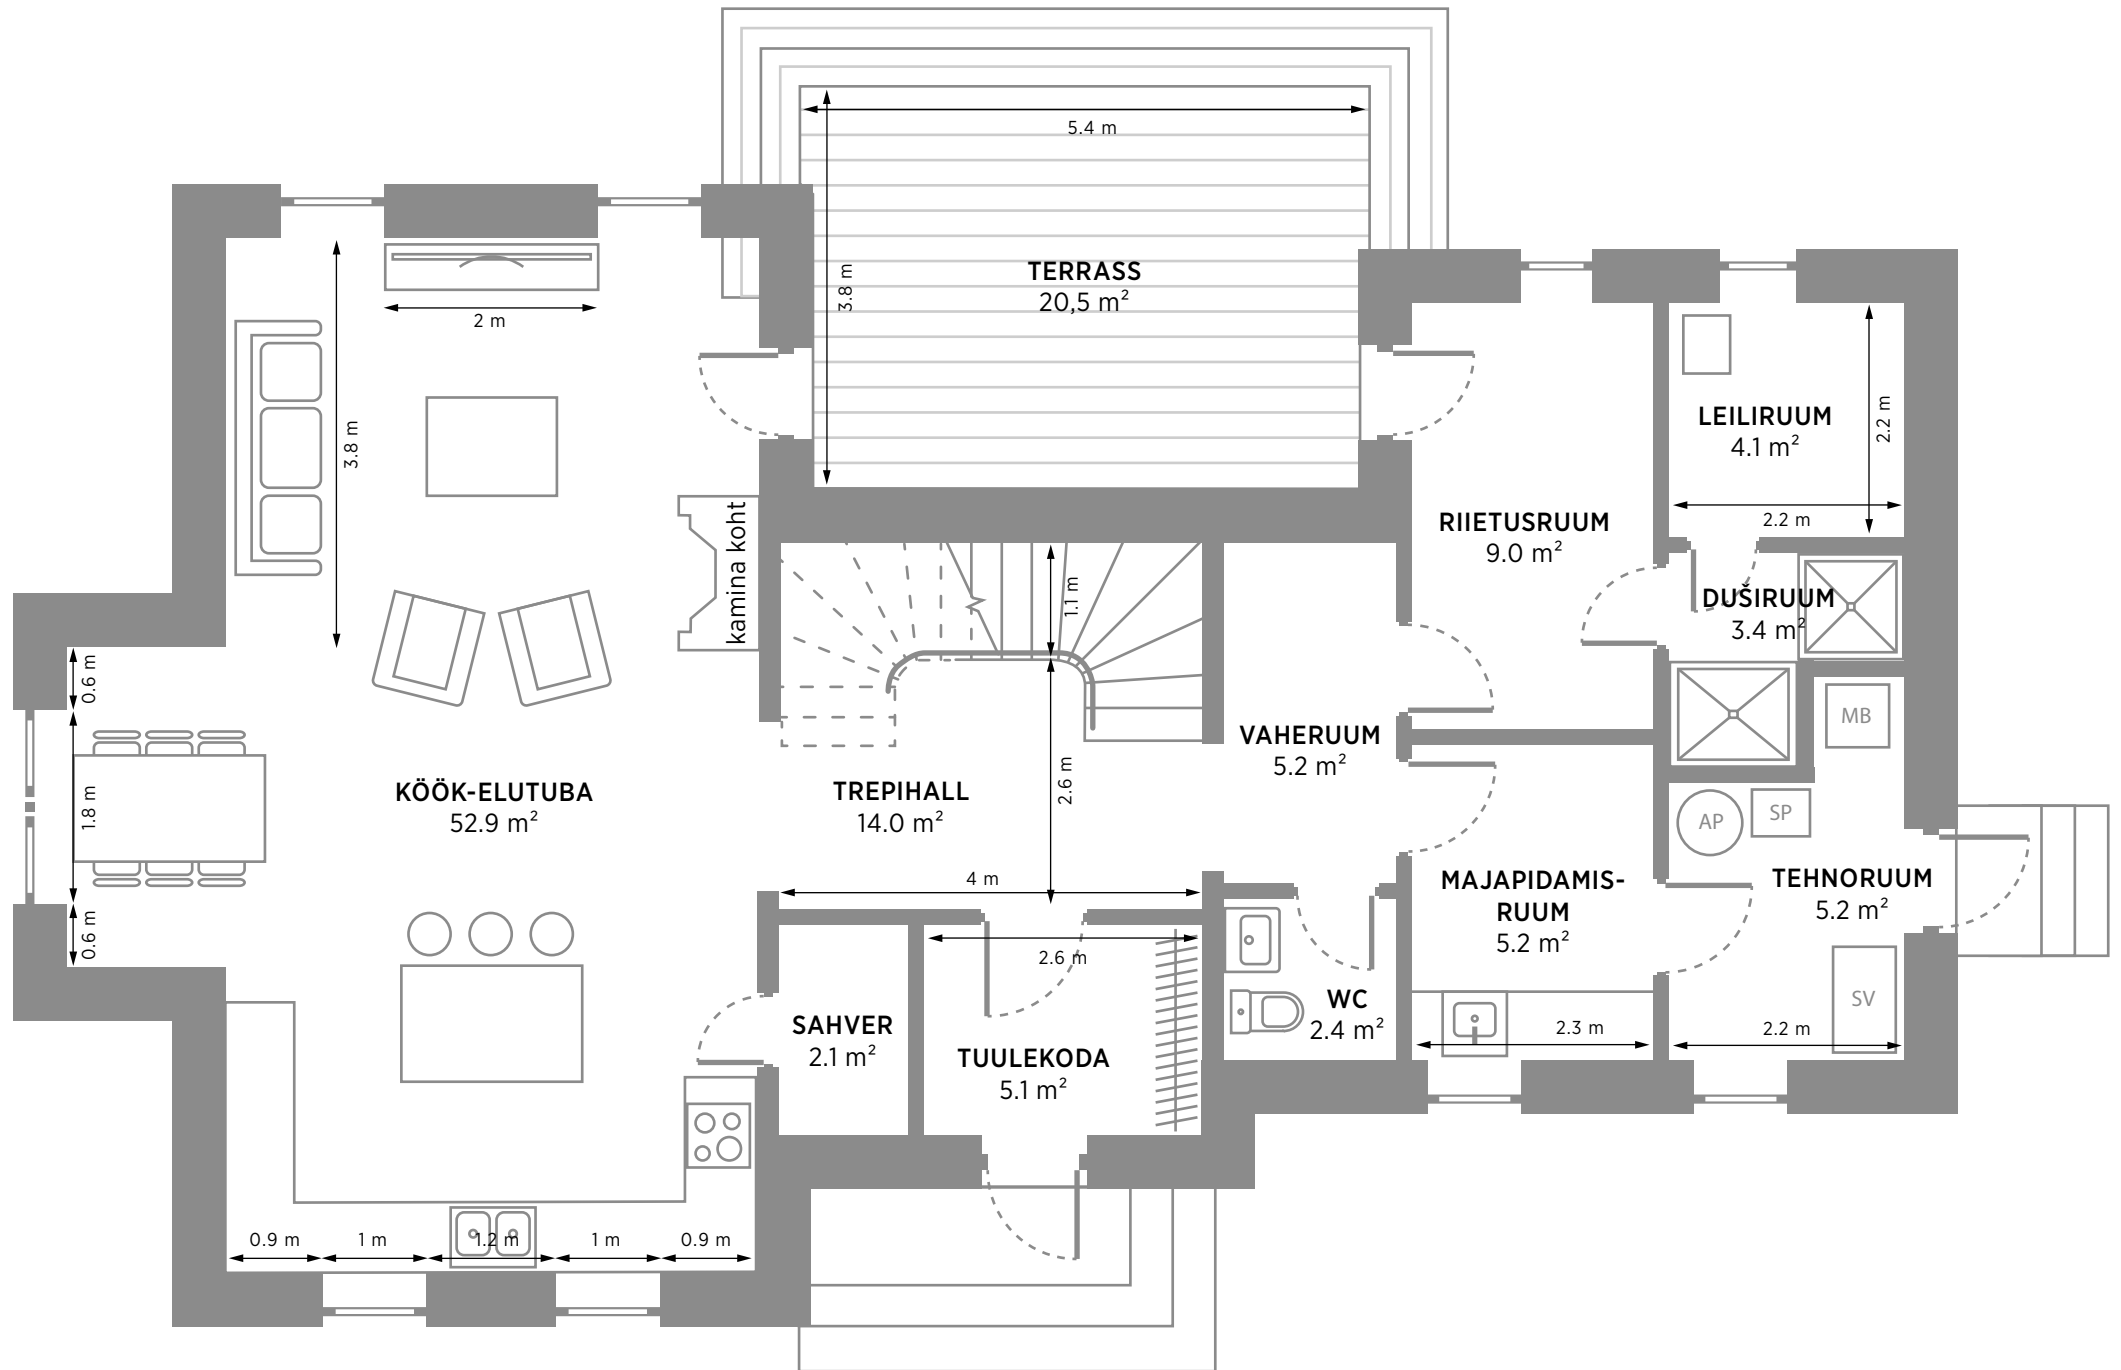 5.4 m
3.8 m
TERRASS
20,5 m²
2 m
3.8 m
kamina koht
0.6 m
1.8 m
0.6 m
KÖÖK-ELUTUBA
52.9 m²
0.9 m
1 m
1.2 m
1 m
0.9 m
1.1 m
2.6 m
TREPIHALL
14.0 m²
4 m
SAHVER
2.1 m²
2.6 m
TUULEKODA
5.1 m²
VAHERUUM
5.2 m²
WC
2.4 m²
RIIETUSRUUM
9.0 m²
LEILIRUUM
4.1 m²
2.2 m
2.2 m
DUŠIRUUM
3.4 m²
MAJAPIDAMIS-
RUUM
5.2 m²
2.3 m
MB
AP
SP
TEHNORUUM
5.2 m²
SV
2.2 m